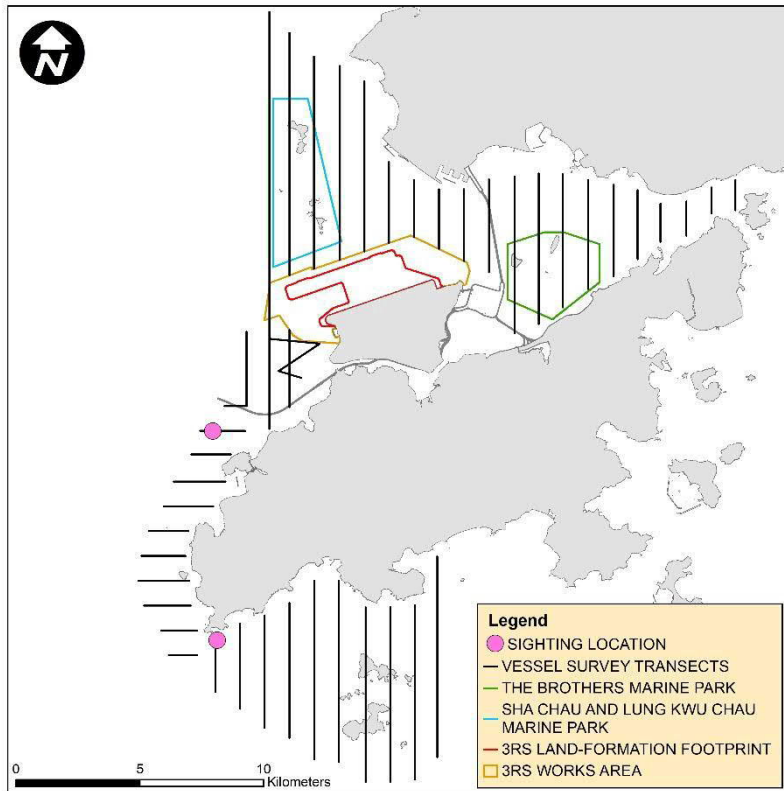 N
Legend
SIGHTING LOCATION
VESSEL SURVEY TRANSECTS
THE BROTHERS MARINE PARK
SHA CHAU AND LUNG KWU CHAU
MARINE PARK
3RS LAND-FORMATION FOOTPRINT
3RS WORKS AREA
0 5 10
Kilometers